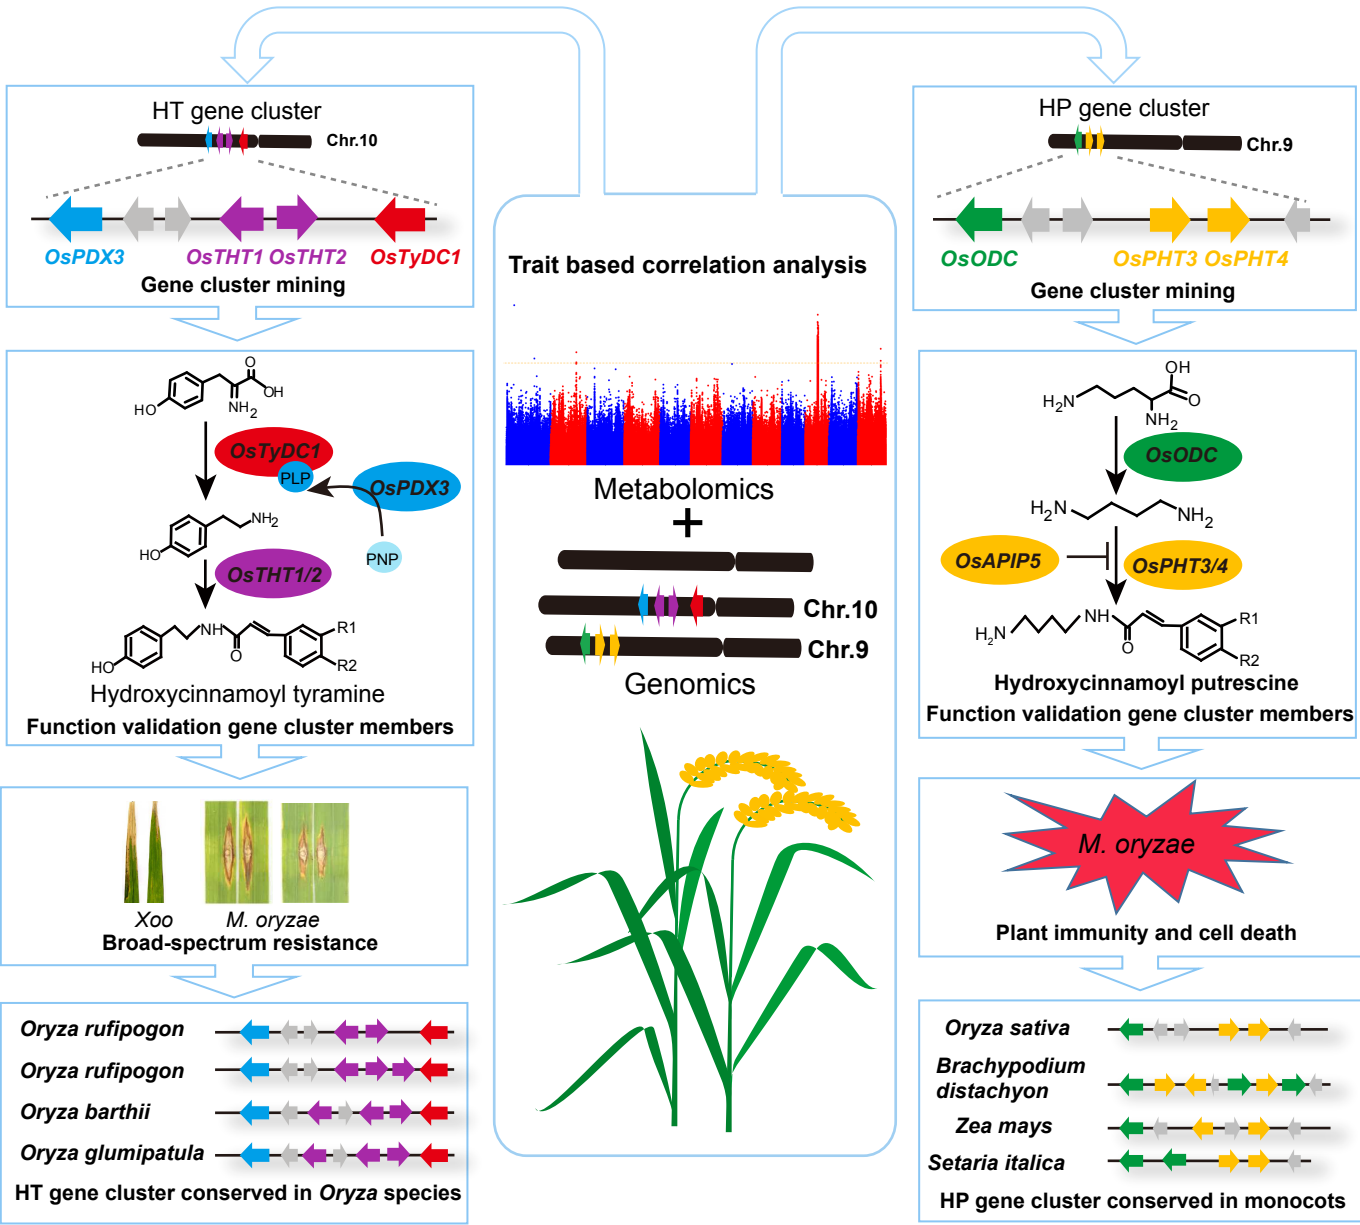 HT gene cluster
Chr.10
OsPDX3
OsTHT1 OsTHT2
OsTyDC1
Gene cluster mining
O
OH
NH₂
HO
OsTyDC1
PLP
OsPDX3
NH₂
HO
PNP
OsTHT1/2
NH
O
R1
R2
HO
Hydroxycinnamoyl tyramine
Function validation gene cluster members
Xoo
M. oryzae
Broad-spectrum resistance
Oryza rufipogon
Oryza rufipogon
Oryza barthii
Oryza glumipatula
HT gene cluster conserved in Oryza species
Trait based correlation analysis
Metabolomics
+
Chr.10
Chr.9
Genomics
HP gene cluster
Chr.9
OsODC
OsPHT3 OsPHT4
Gene cluster mining
OH
H₂N
O
NH₂
OsODC
H₂N
NH₂
OsAPIP5
OsPHT3/4
H₂N
NH
O
R1
R2
Hydroxycinnamoyl putrescine
Function validation gene cluster members
M. oryzae
Plant immunity and cell death
Oryza sativa
Brachypodium
distachyon
Zea mays
Setaria italica
HP gene cluster conserved in monocots